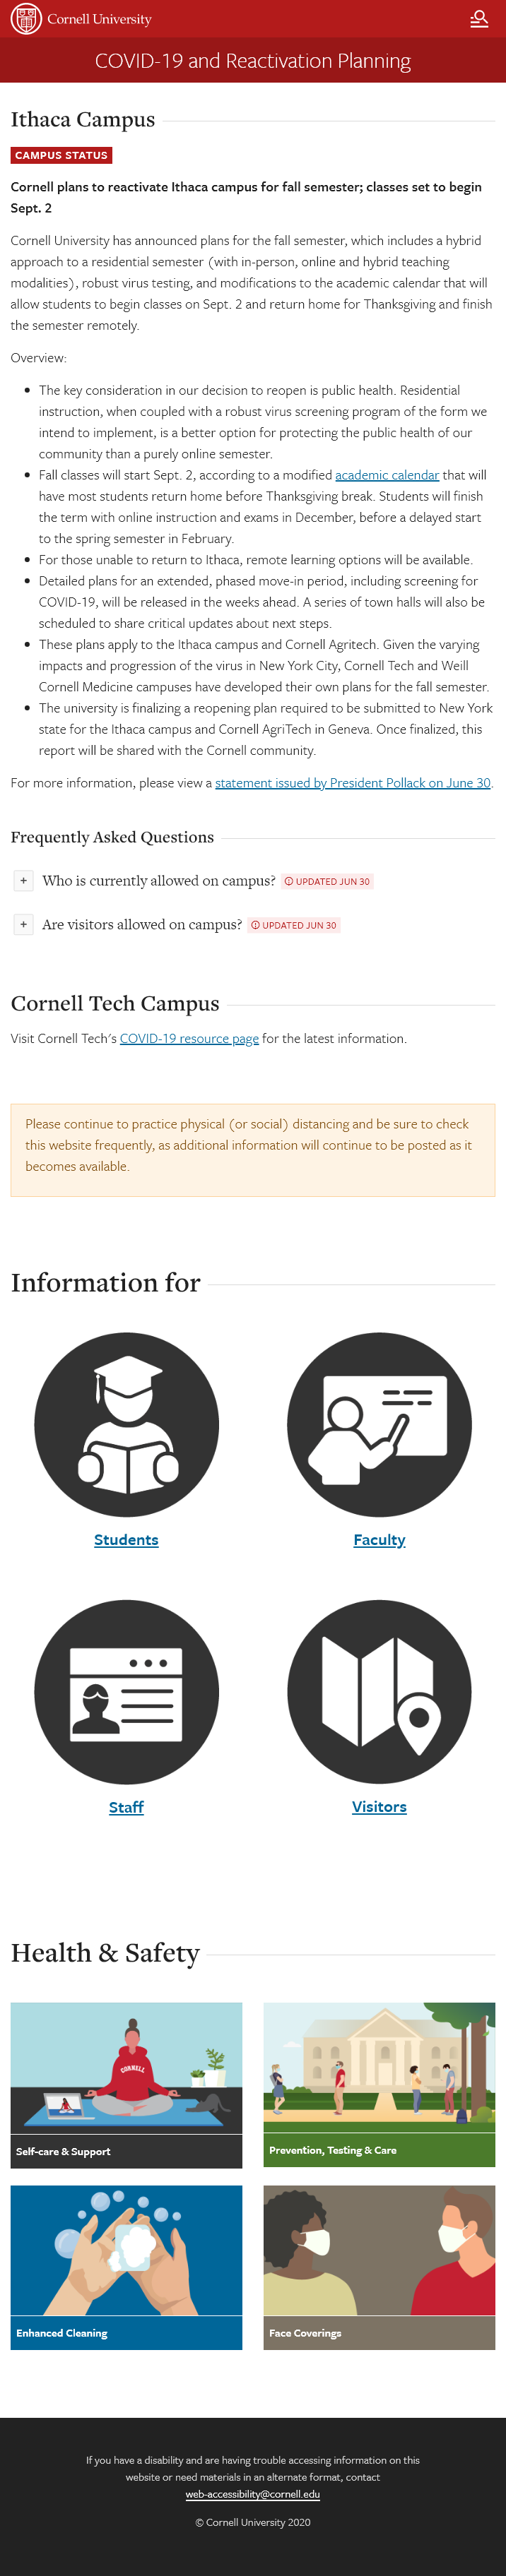 Cornell University
COVID-19 and Reactivation Planning
Ithaca Campus
CAMPUS STATUS
Cornell plans to reactivate Ithaca campus for fall semester; classes set to begin
Sept. 2
Cornell University has announced plans for the fall semester, which includes a hybrid
approach to a residential semester (with in-person, online and hybrid teaching
modalities), robust virus testing, and modifications to the academic calendar that will
allow students to begin classes on Sept. 2 and return home for Thanksgiving and finish
the semester remotely.
Overview:
The key consideration in our decision to reopen is public health. Residential
instruction, when coupled with a robust virus screening program of the form we
intend to implement, is a better option for protecting the public health of our
community than a purely online semester.
Fall classes will start Sept. 2, according to a modified academic calendar that will
have most students return home before Thanksgiving break. Students will finish
the term with online instruction and exams in December, before a delayed start
to the spring semester in February.
For those unable to return to Ithaca, remote learning options will be available.
Detailed plans for an extended, phased move-in period, including screening for
COVID-19, will be released in the weeks ahead. A series of town halls will also be
scheduled to share critical updates about next steps.
These plans apply to the Ithaca campus and Cornell Agritech. Given the varying
impacts and progression of the virus in New York City, Cornell Tech and Weill
Cornell Medicine campuses have developed their own plans for the fall semester.
The university is finalizing a reopening plan required to be submitted to New York
state for the Ithaca campus and Cornell AgriTech in Geneva. Once finalized, this
report will be shared with the Cornell community.
For more information, please view a statement issued by President Pollack on June 30.
Frequently Asked Questions
+ Who is currently allowed on campus? UPDATED JUN 30
+ Are visitors allowed on campus? UPDATED JUN 30
Cornell Tech Campus
Visit Cornell Tech's COVID-19 resource page for the latest information.
Please continue to practice physical (or social) distancing and be sure to check
this website frequently, as additional information will continue to be posted as it
becomes available.
Information for
Students
Faculty
Staff
Visitors
Health & Safety
CORNELL
Self-care & Support
Prevention, Testing & Care
Enhanced Cleaning
Face Coverings
If you have a disability and are having trouble accessing information on this
website or need materials in an alternate format, contact
web-accessibility@cornell.edu
© Cornell University 2020